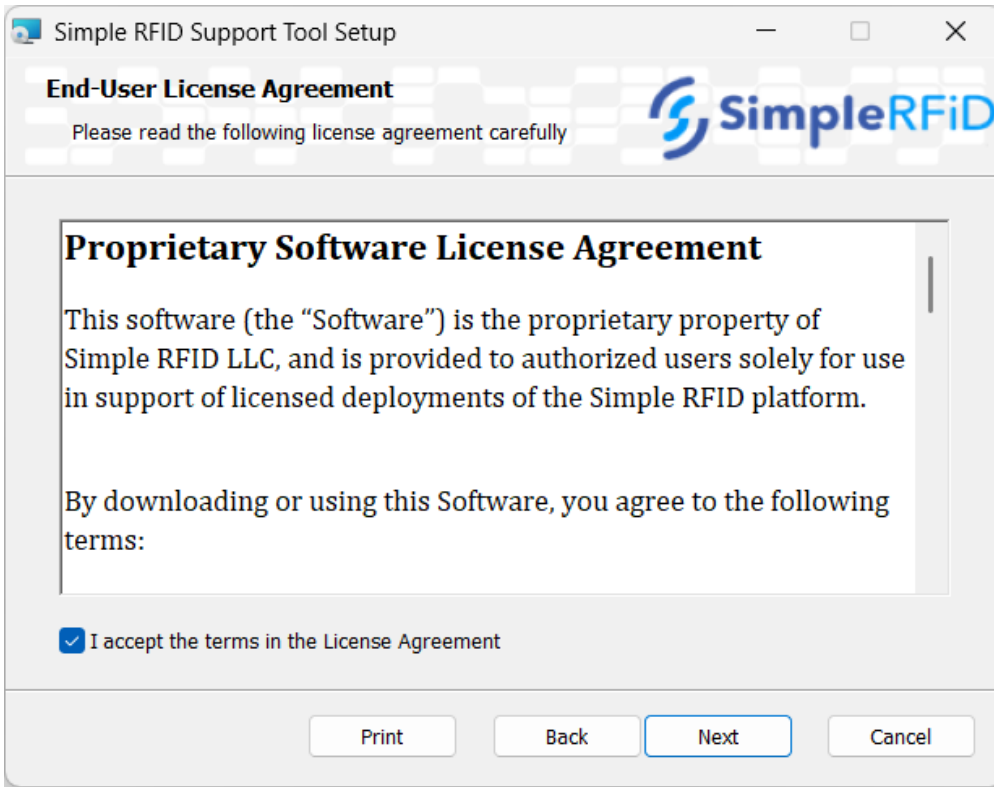 Simple RFID Support Tool Setup
End-User License Agreement
Please read the following license agreement carefully
SimpleRFiD
Proprietary Software License Agreement
This software (the “Software”) is the proprietary property of
Simple RFID LLC, and is provided to authorized users solely for use
in support of licensed deployments of the Simple RFID platform.
By downloading or using this Software, you agree to the following
terms:
I accept the terms in the License Agreement
Print
Back
Next
Cancel